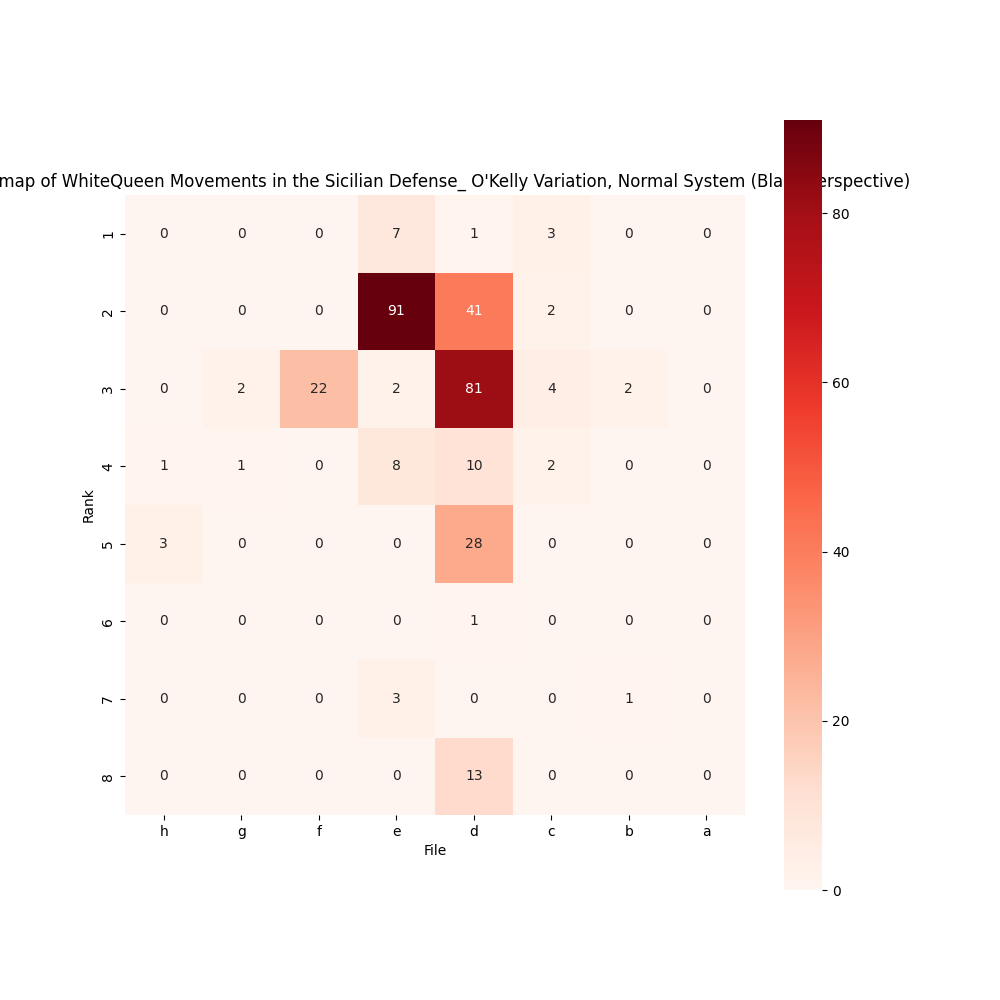 map of WhiteQueen Movements in the Sicilian Defense_ O'Kelly Variation, Normal System (Bla erspective)
1 0 0 0 7 1 3 0 0
2 0 0 0 91 41 2 0 0
3 0 2 22 2 81 4 2 0
4 1 1 0 8 10 2 0 0
5 3 0 0 0 28 0 0 0
6 0 0 0 0 1 0 0 0
7 0 0 0 3 0 0 1 0
8 0 0 0 0 13 0 0 0
h g f e d c b a
File
Rank
80
60
40
20
0